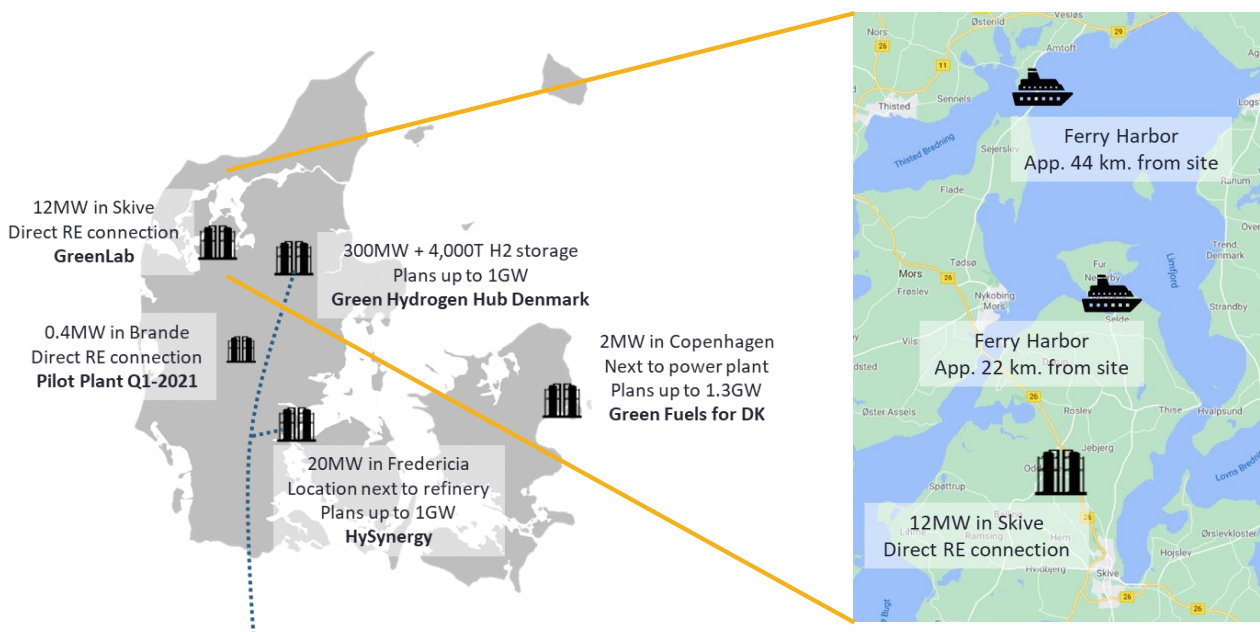 12MW in Skive
Direct RE connection
GreenLab
300MW + 4,000T H2 storage
Plans up to 1GW
Green Hydrogen Hub Denmark
0.4MW in Brande
Direct RE connection
Pilot Plant Q1-2021
2MW in Copenhagen
Next to power plant
Plans up to 1.3GW
Green Fuels for DK
20MW in Fredericia
Location next to refinery
Plans up to 1GW
HySynergy
Østerild
Vesløs
Nors
26
29
Amtoft
11
Thisted
Sennels
Thisted Bredning
Ferry Harbor
App. 44 km. from site
Sejerslev
Ranum
Flade
Trend,
Denmark
Tødsø
Mors
26
Frøslev
Nykøbing
Mors
Fur
Limfjord
Strandby
Selde
Vils
Ferry Harbor
App. 22 km. from site
26
Øster Assels
Roslev
Thise
Hvalpsund
Jebjerg
Spøttrup
12MW in Skive
Direct RE connection
26
Ramsing
Hem
Hvidbjerg
Ørslevkloster
Højslev
Skive
26
26